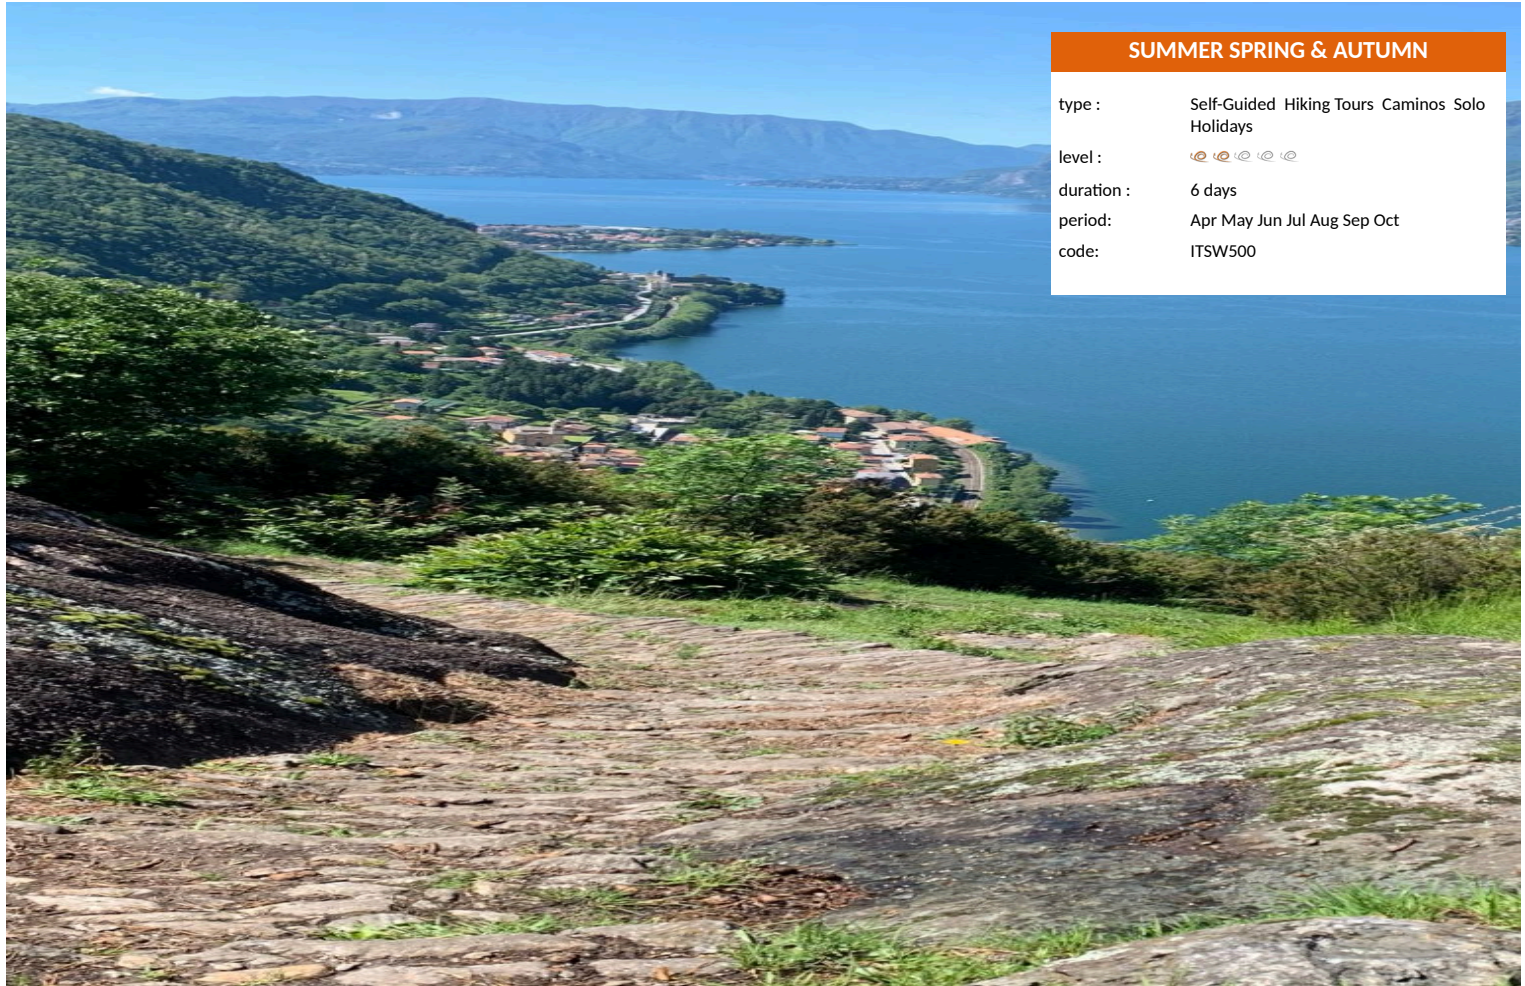 SUMMER SPRING & AUTUMN
type : Self-Guided Hiking Tours Caminos Solo
Holidays
level :
duration : 6 days
period: Apr May Jun Jul Aug Sep Oct
code: ITSW500